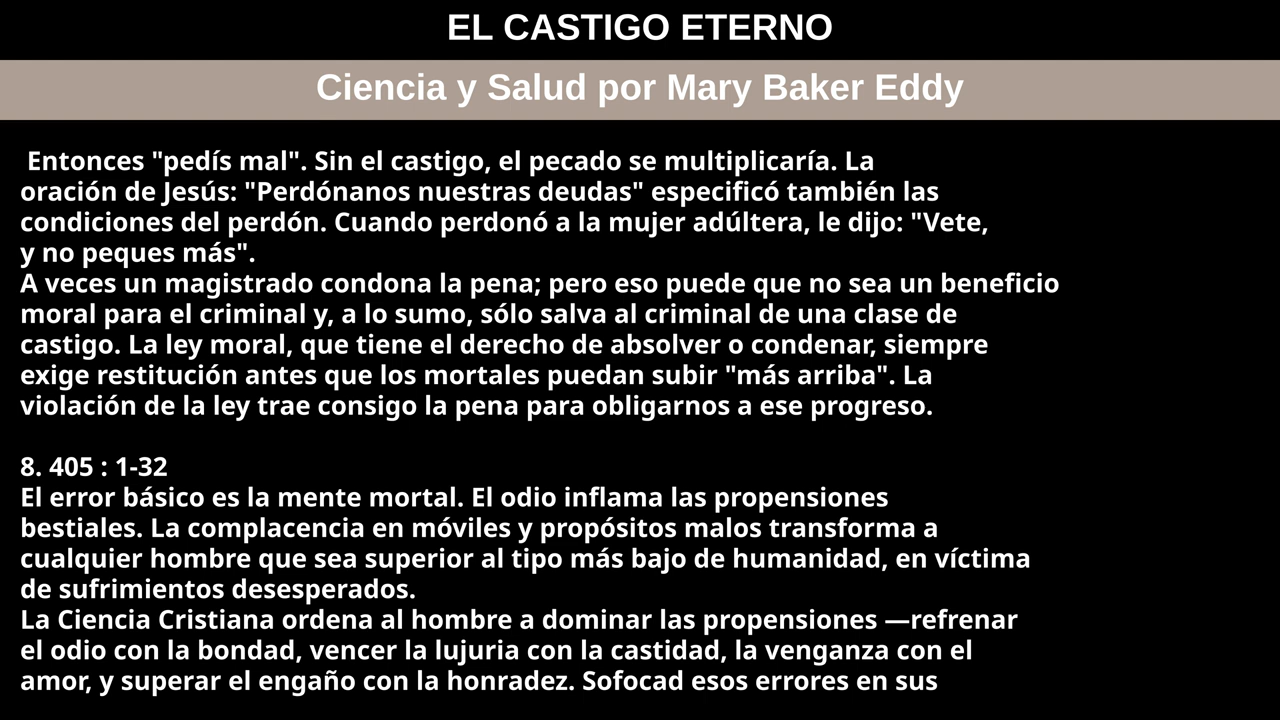 EL CASTIGO ETERNO
Ciencia y Salud por Mary Baker Eddy
Entonces "pedís mal". Sin el castigo, el pecado se multiplicaría. La
oración de Jesús: "Perdónanos nuestras deudas" especificó también las
condiciones del perdón. Cuando perdonó a la mujer adúltera, le dijo: "Vete,
y no peques más".
A veces un magistrado condona la pena; pero eso puede que no sea un beneficio
moral para el criminal y, a lo sumo, sólo salva al criminal de una clase de
castigo. La ley moral, que tiene el derecho de absolver o condenar, siempre
exige restitución antes que los mortales puedan subir "más arriba". La
violación de la ley trae consigo la pena para obligarnos a ese progreso.
8. 405 : 1-32
El error básico es la mente mortal. El odio inflama las propensiones
bestiales. La complacencia en móviles y propósitos malos transforma a
cualquier hombre que sea superior al tipo más bajo de humanidad, en víctima
de sufrimientos desesperados.
La Ciencia Cristiana ordena al hombre a dominar las propensiones —refrenar
el odio con la bondad, vencer la lujuria con la castidad, la venganza con el
amor, y superar el engaño con la honradez. Sofocad esos errores en sus